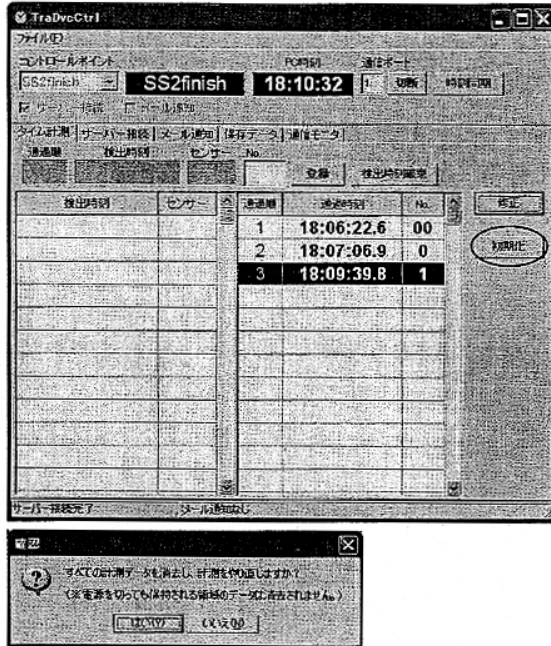 TraDvcCtrl
ファイル(F)
コントロールポイント PC時刻 通信ポート
SS2finish SS2finish 18:10:32 1 切断 時刻同期
サーバー接続 メール通知
タイム計測 サーバー接続 メール通知 保存データ 通信モニタ
通過順 検出時刻 センサー No.
登録 検出時刻確定
検出時刻 センサー 通過順 通過時刻 No. 修正
1 18:06:22.6 00
初期化
2 18:07:06.9 0
3 18:09:39.8 1
サーバー接続完了 メール通知なし
確認
すべての計測データを消去し、計測をやり直しますか?
(※電源を切っても保持される領域のデータは消去されません。)
はい(Y) いいえ(N)